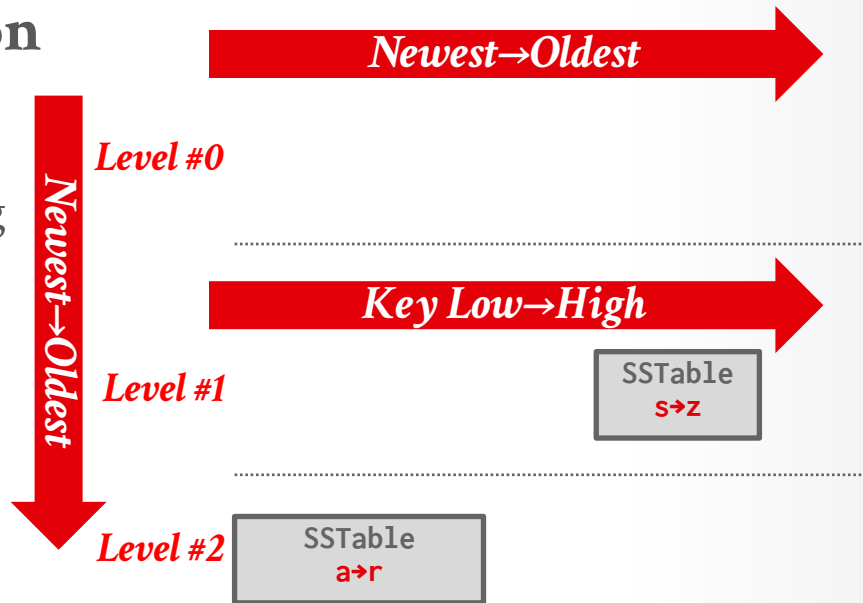 on
Newest→Oldest
Level #0
g
Newest→Oldest
Key Low→High
Level #1
SSTable
s→z
Level #2
SSTable
a→r